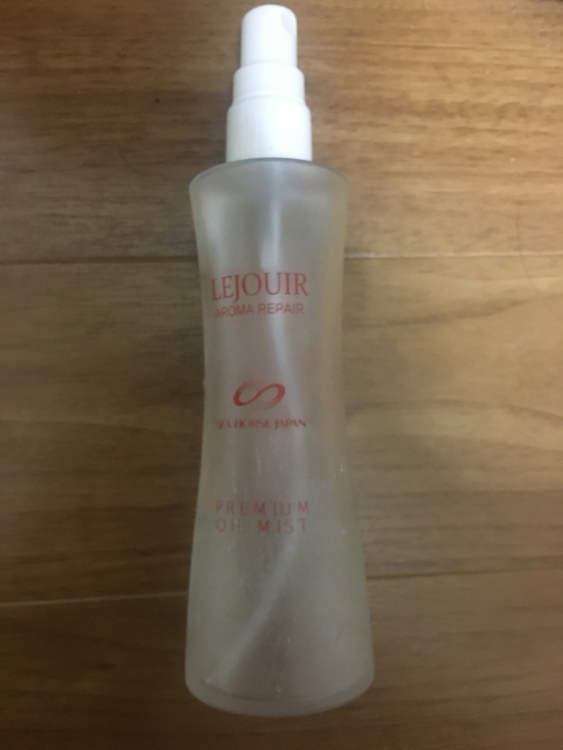 LEJOUIR
AROMA REPAIR
SEA HORSE JAPAN
PREMIUM
OIL MIST